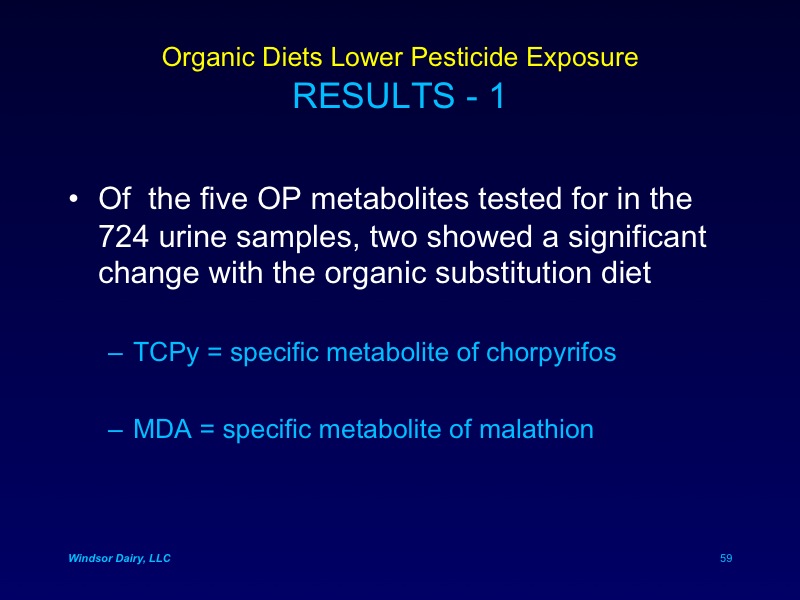 Organic Diets Lower Pesticide Exposure
RESULTS - 1
• Of  the five OP metabolites tested for in the
724 urine samples, two showed a significant
change with the organic substitution diet
– TCPy = specific metabolite of chorpyrifos
– MDA = specific metabolite of malathion
Windsor Dairy, LLC
59